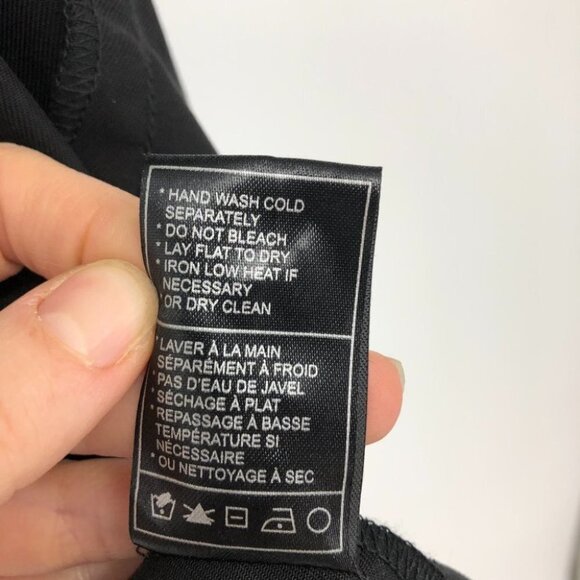 * HAND WASH COLD
SEPARATELY
* DO NOT BLEACH
* LAY FLAT TO DRY
* IRON LOW HEAT IF
NECESSARY
* OR DRY CLEAN
* LAVER À LA MAIN
SÉPARÉMENT À FROID
* PAS D'EAU DE JAVEL
* SÉCHAGE À PLAT
* REPASSAGE À BASSE
TEMPÉRATURE SI
NÉCESSAIRE
* OU NETTOYAGE À SEC